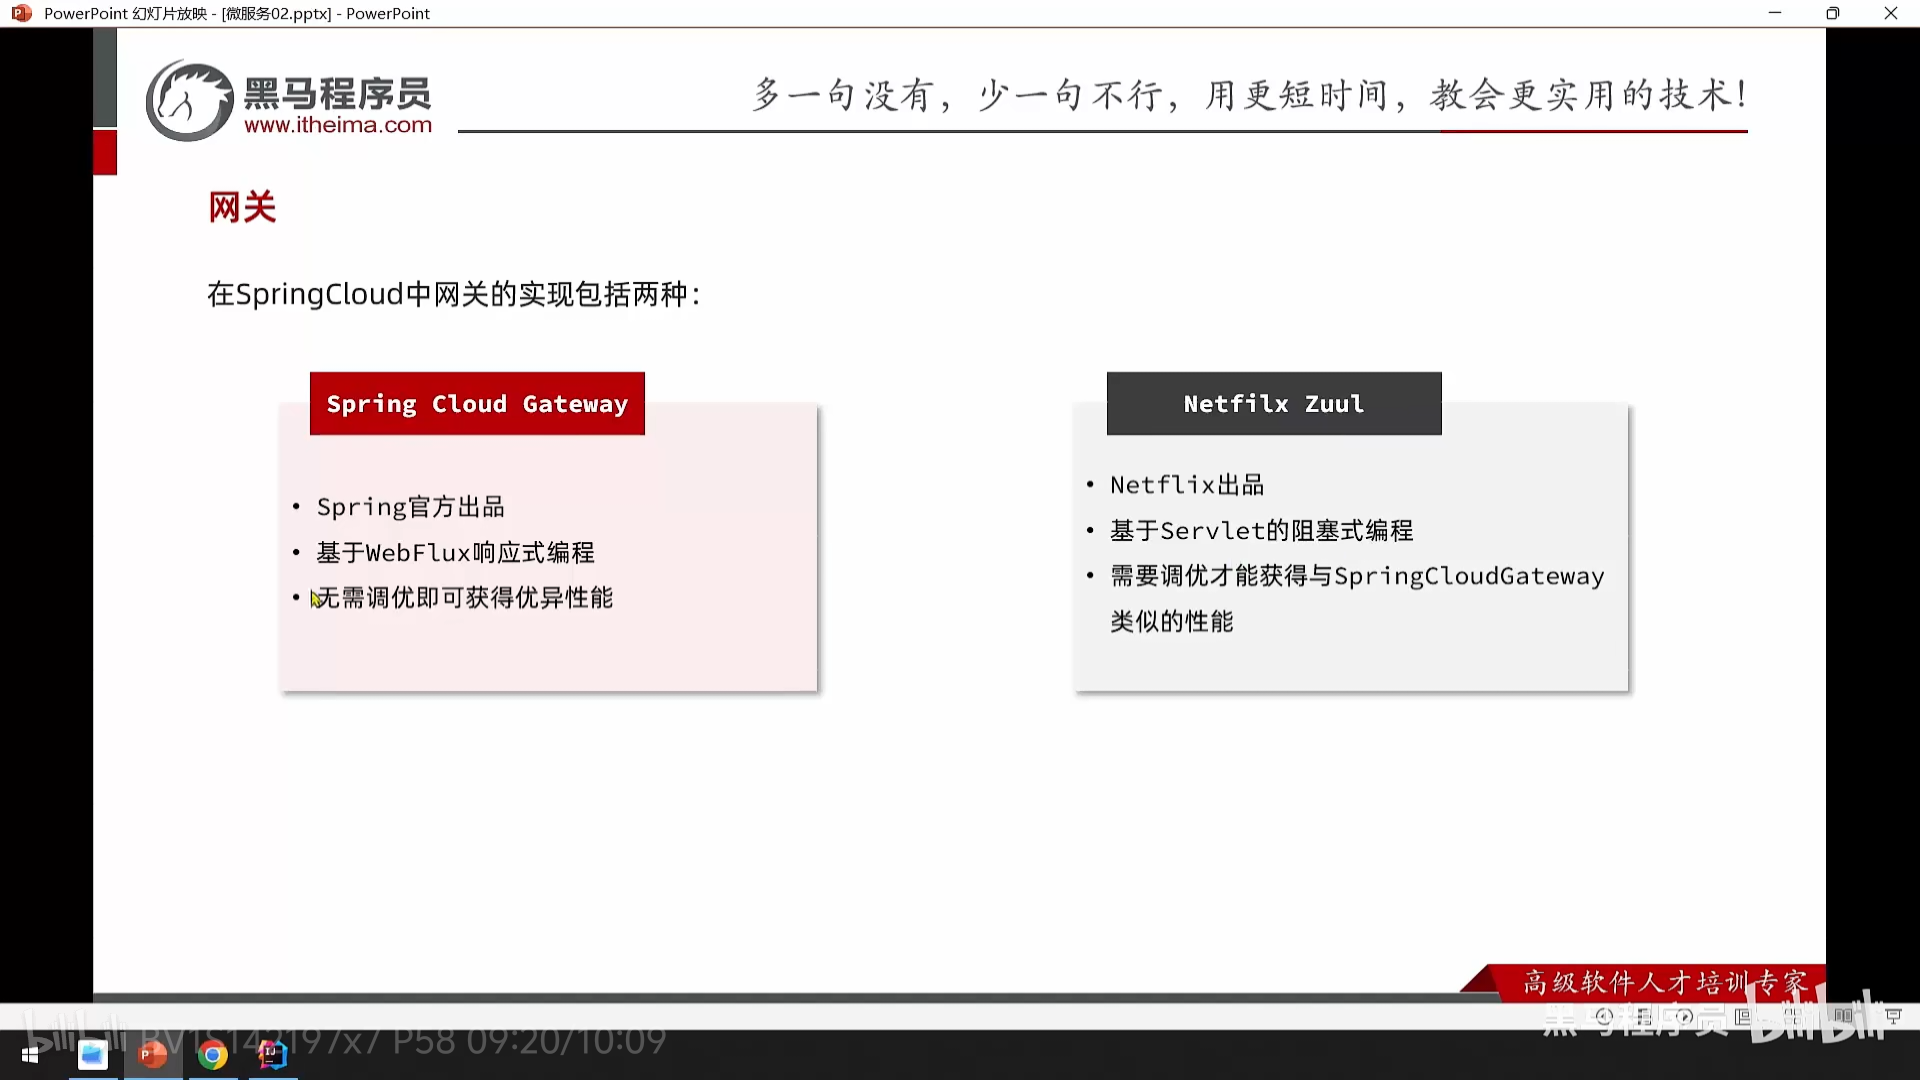 PowerPoint 幻灯片放映 - [微服务02.pptx] - PowerPoint
黑马程序员
www.itheima.com
多一句没有，少一句不行，用更短时间，教会更实用的技术！
网关
在SpringCloud中网关的实现包括两种：
Spring Cloud Gateway
• Spring官方出品
• 基于WebFlux响应式编程
• 无需调优即可获得优异性能
Netfilx Zuul
• Netflix出品
• 基于Servlet的阻塞式编程
• 需要调优才能获得与SpringCloudGateway
类似的性能
高级软件人才培训专家
黑马程序员 bilibili
bilibili P58 09:20/10:09